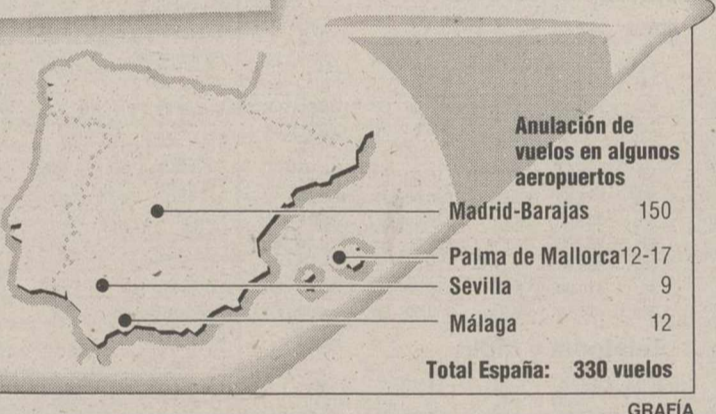 Anulación de
vuelos en algunos
aeropuertos
Madrid-Barajas 150
Palma de Mallorca12-17
Sevilla 9
Málaga 12
Total España: 330 vuelos
GRAFÍA